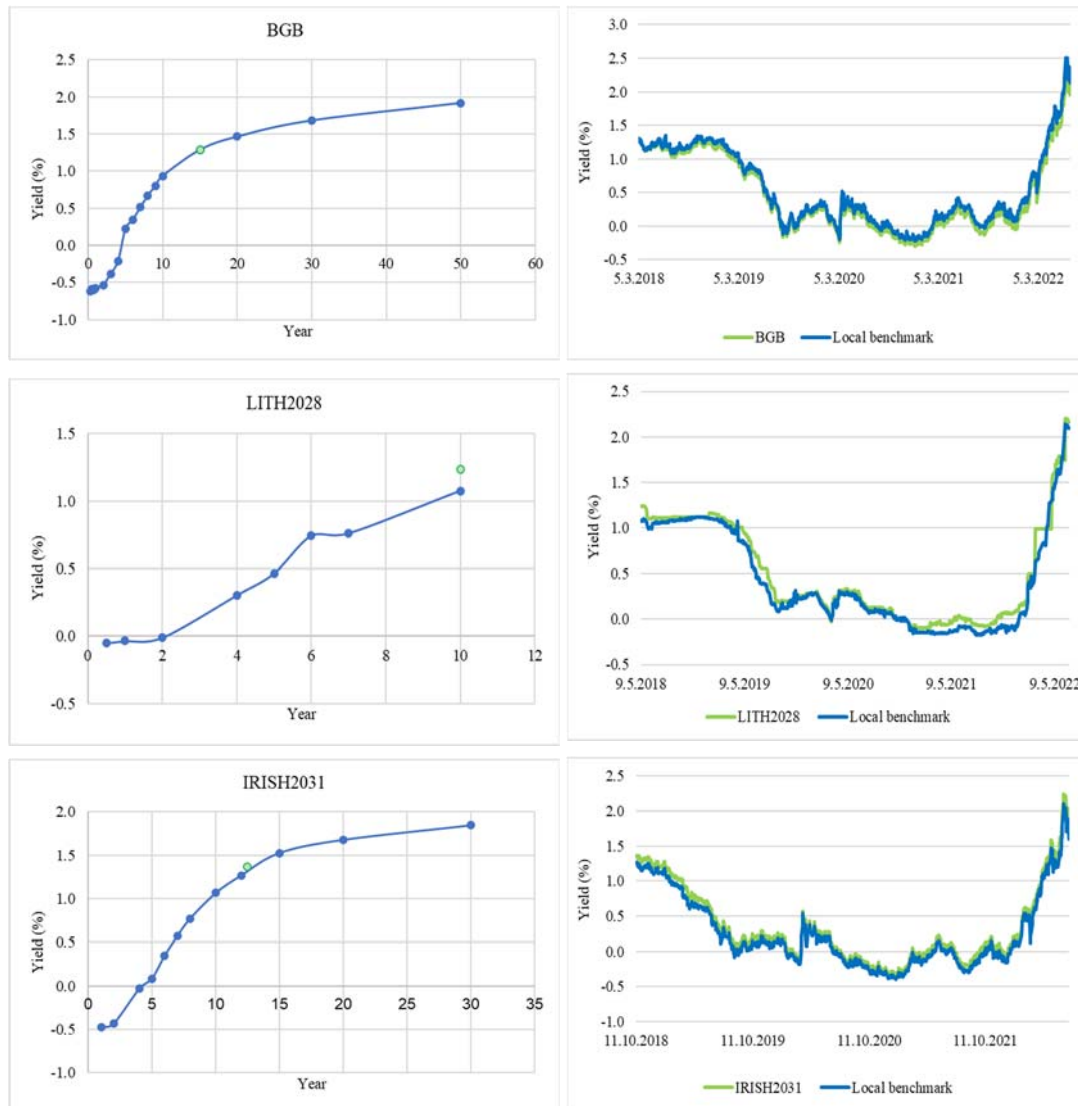 BGB
2.5
2.0
1.5
1.0
0.5
0.0
-0.5
-1.0
0 10 20 30 40 50 60
Yield (%)
Year
3.0
2.5
2.0
1.5
1.0
0.5
0.0
-0.5
5.3.2018 5.3.2019 5.3.2020 5.3.2021 5.3.2022
Yield (%)
BGB Local benchmark
LITH2028
1.5
1.0
0.5
0.0
-0.5
0 2 4 6 8 10 12
Yield (%)
Year
2.5
2.0
1.5
1.0
0.5
0.0
-0.5
9.5.2018 9.5.2019 9.5.2020 9.5.2021 9.5.2022
Yield (%)
LITH2028 Local benchmark
IRISH2031
2.0
1.5
1.0
0.5
0.0
-0.5
-1.0
0 5 10 15 20 25 30 35
Yield (%)
Year
2.5
2.0
1.5
1.0
0.5
0.0
-0.5
-1.0
11.10.2018 11.10.2019 11.10.2020 11.10.2021
Yield (%)
IRISH2031 Local benchmark